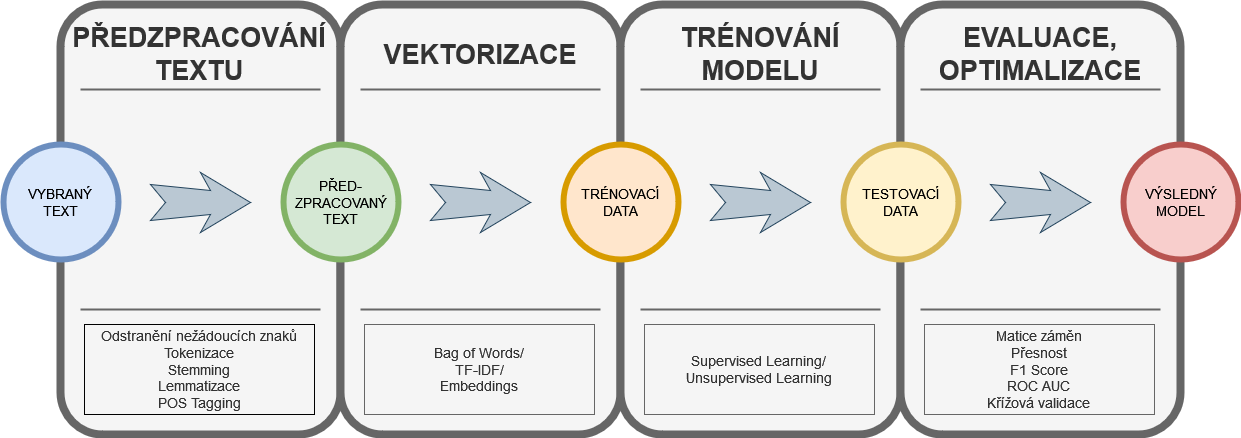 PŘEDZPRACOVÁNÍ
TEXTU
VEKTORIZACE
TRÉNOVÁNÍ
MODELU
EVALUACE,
OPTIMALIZACE
VYBRANÝ
TEXT
PŘED-
ZPRACOVANÝ
TEXT
TRÉNOVACÍ
DATA
TESTOVACÍ
DATA
VÝSLEDNÝ
MODEL
Odstranění nežádoucích znaků
Tokenizace
Stemming
Lemmatizace
POS Tagging
Bag of Words/
TF-IDF/
Embeddings
Supervised Learning/
Unsupervised Learning
Matice záměn
Přesnost
F1 Score
ROC AUC
Křížová validace